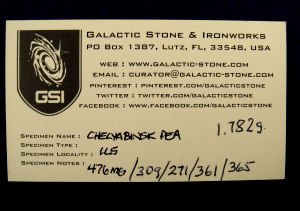 Galactic Stone & Ironworks
PO Box 1387, Lutz, FL, 33548, USA
web : www.galactic-stone.com
email : curator@galactic-stone.com
pinterest : pinterest.com/galacticstone
twitter : twitter.com/galacticstone
facebook : www.facebook.com/galacticstone
GSI
Specimen Name : CHELYABINSK PEA 1.782g.
Specimen Type :
Specimen Locality : LL5
Specimen Notes : 476mg/309/271/361/365